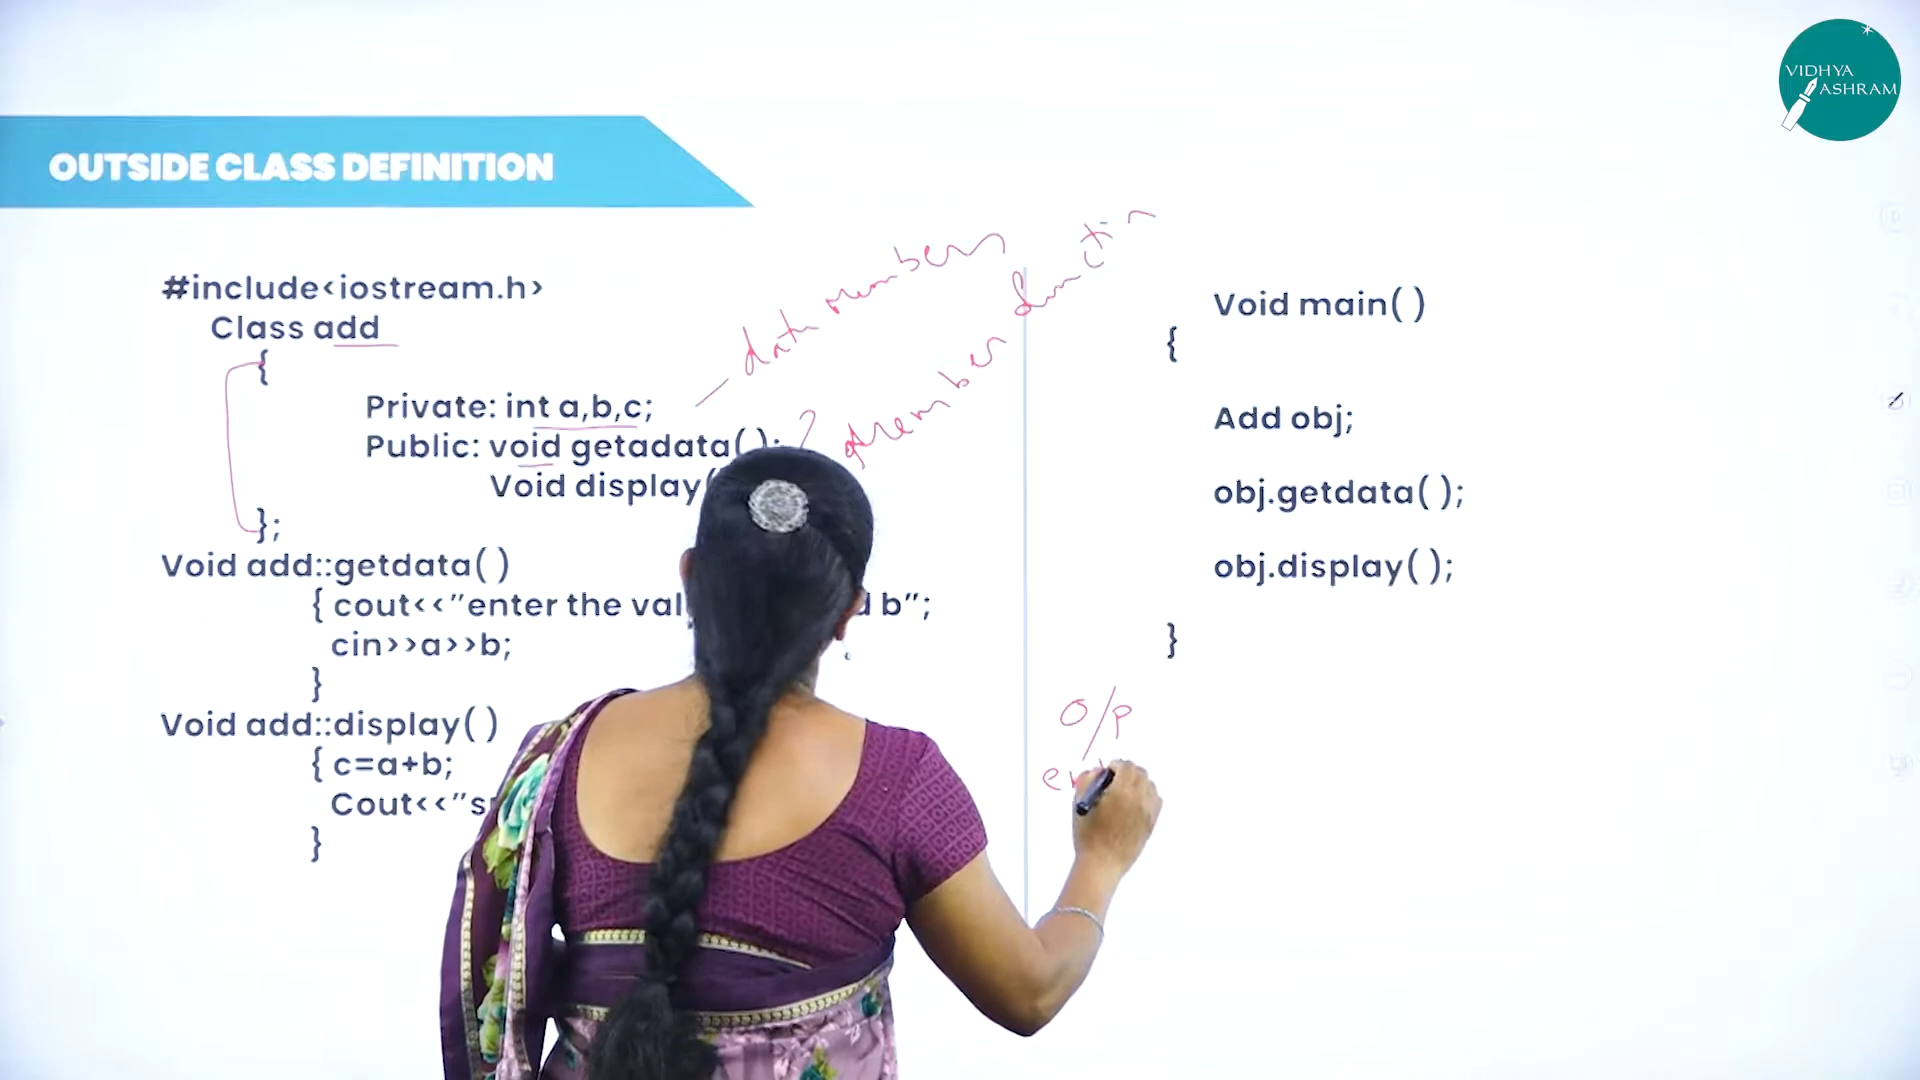 VIDHYA
ASHRAM
OUTSIDE CLASS DEFINITION
#include<iostream.h>
Class add
{
Private: int a,b,c;
Public: void getadata( );
Void display(
};
Void add::getdata( )
{ cout<<”enter the val b”;
cin>>a>>b;
}
Void add::display( )
{ c=a+b;
Cout<<”s
}
data members
member function
Void main( )
{
Add obj;
obj.getdata( );
obj.display( );
}
O/P